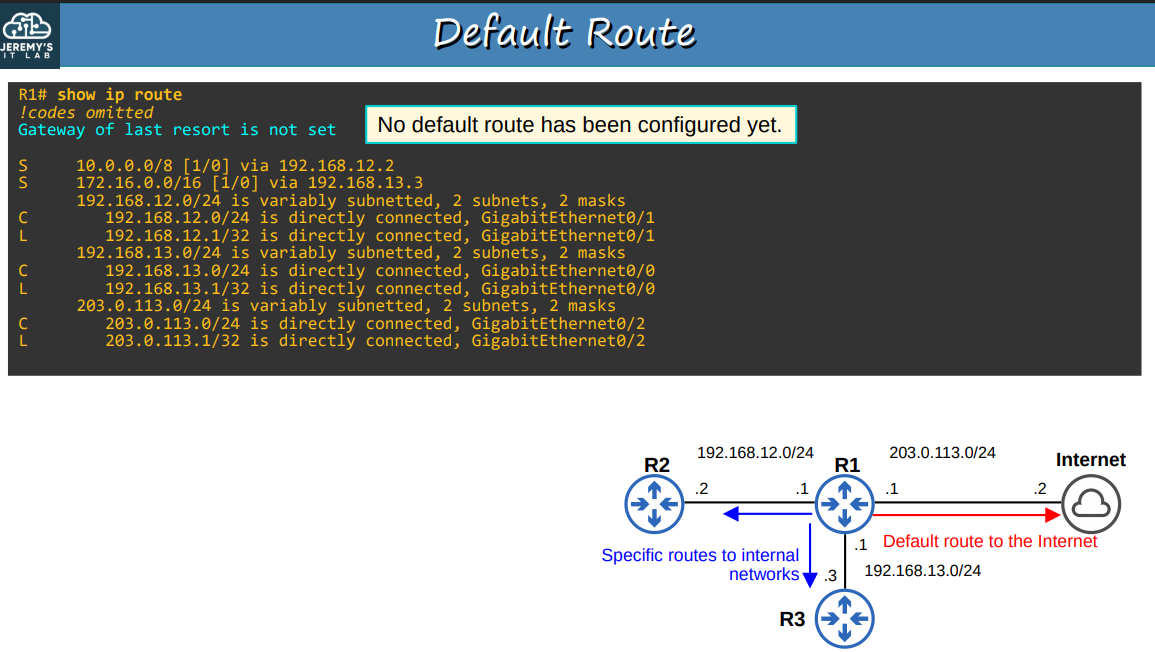 JEREMY'S
IT LAB
Default Route
R1# show ip route
!codes omitted
Gateway of last resort is not set
No default route has been configured yet.
S 10.0.0.0/8 [1/0] via 192.168.12.2
S 172.16.0.0/16 [1/0] via 192.168.13.3
192.168.12.0/24 is variably subnetted, 2 subnets, 2 masks
C 192.168.12.0/24 is directly connected, GigabitEthernet0/1
L 192.168.12.1/32 is directly connected, GigabitEthernet0/1
192.168.13.0/24 is variably subnetted, 2 subnets, 2 masks
C 192.168.13.0/24 is directly connected, GigabitEthernet0/0
L 192.168.13.1/32 is directly connected, GigabitEthernet0/0
203.0.113.0/24 is variably subnetted, 2 subnets, 2 masks
C 203.0.113.0/24 is directly connected, GigabitEthernet0/2
L 203.0.113.1/32 is directly connected, GigabitEthernet0/2
R2
192.168.12.0/24
R1
203.0.113.0/24
Internet
.2
.1
.1
.2
Specific routes to internal
networks
.1
Default route to the Internet
.3
192.168.13.0/24
R3